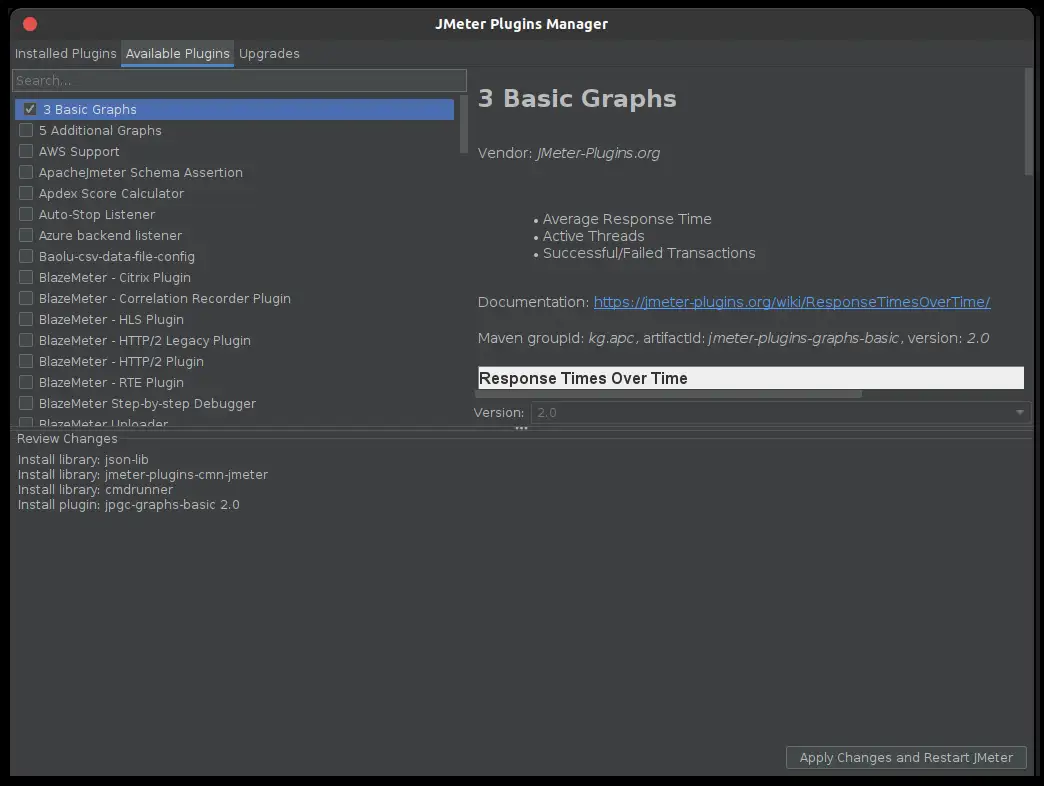 JMeter Plugins Manager
Installed Plugins Available Plugins Upgrades
Search...
3 Basic Graphs
5 Additional Graphs
AWS Support
ApacheJmeter Schema Assertion
Apdex Score Calculator
Auto-Stop Listener
Azure backend listener
Baolu-csv-data-file-config
BlazeMeter - Citrix Plugin
BlazeMeter - Correlation Recorder Plugin
BlazeMeter - HLS Plugin
BlazeMeter - HTTP/2 Legacy Plugin
BlazeMeter - HTTP/2 Plugin
BlazeMeter - RTE Plugin
BlazeMeter Step-by-step Debugger
BlazeMeter Uploader
3 Basic Graphs
Vendor: JMeter-Plugins.org
• Average Response Time
• Active Threads
• Successful/Failed Transactions
Documentation: https://jmeter-plugins.org/wiki/ResponseTimesOverTime/
Maven groupId: kg.apc, artifactId: jmeter-plugins-graphs-basic, version: 2.0
Response Times Over Time
Version: 2.0
Review Changes
Install library: json-lib
Install library: jmeter-plugins-cmn-jmeter
Install library: cmdrunner
Install plugin: jpgc-graphs-basic 2.0
Apply Changes and Restart JMeter